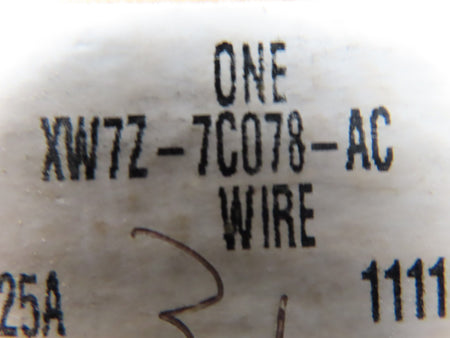 ONE
XW7Z-7C078-AC
WIRE
25A 1111